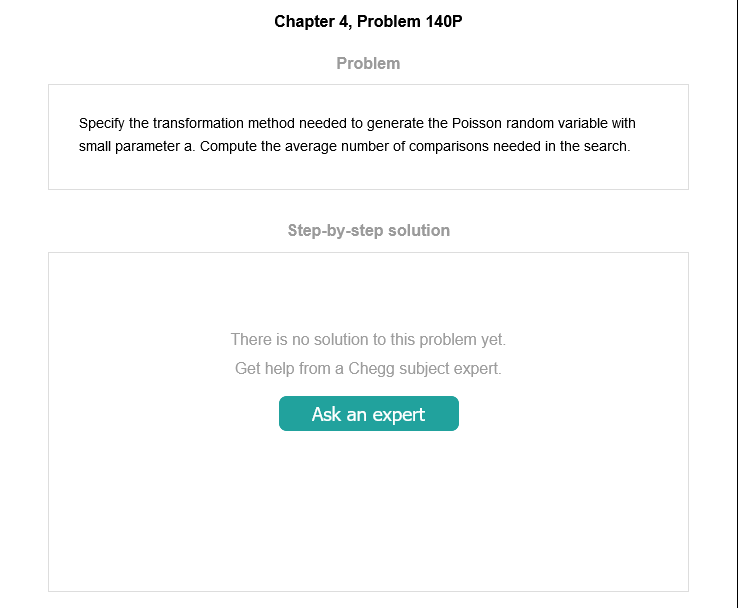 Chapter 4, Problem 140P
Problem
Specify the transformation method needed to generate the Poisson random variable with
small parameter a. Compute the average number of comparisons needed in the search.
Step-by-step solution
There is no solution to this problem yet.
Get help from a Chegg subject expert.
Ask an expert